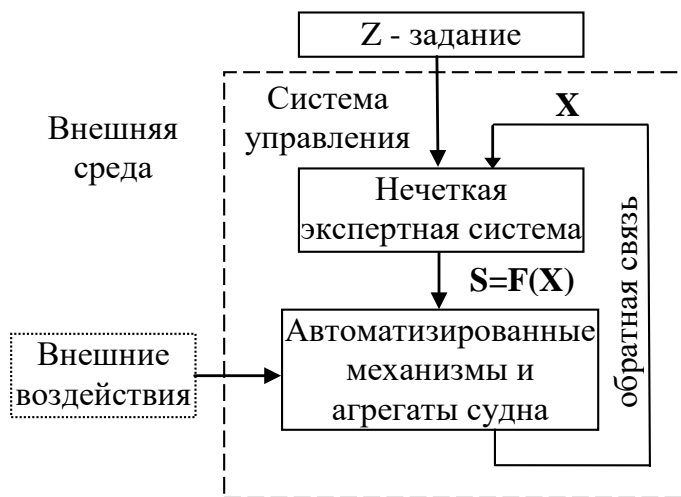 Z - задание
Система
управления
X
Внешняя
среда
Нечеткая
экспертная система
S=F(X)
обратная связь
Автоматизированные
механизмы и
агрегаты судна
Внешние
воздействия